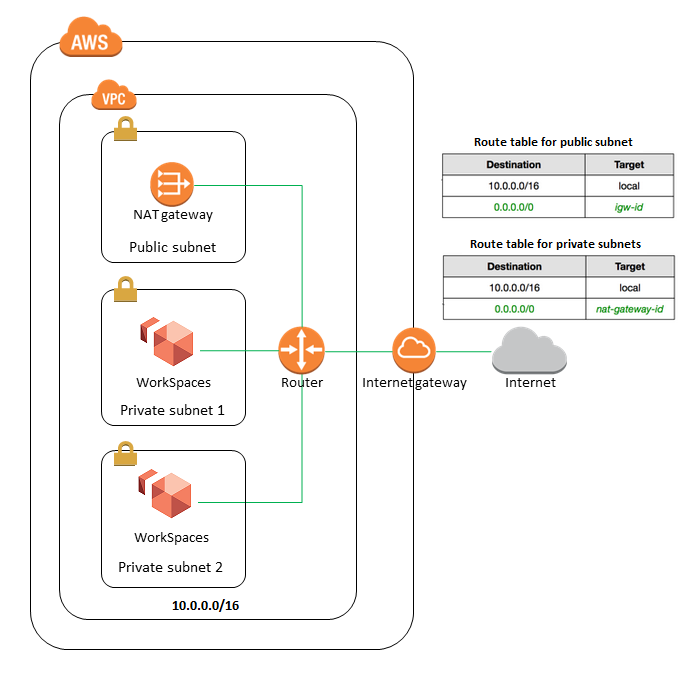 AWS
VPC
NAT gateway
Public subnet
WorkSpaces
Private subnet 1
WorkSpaces
Private subnet 2
10.0.0.0/16
Router
Internet gateway
Internet
Route table for public subnet
Destination Target
10.0.0.0/16 local
0.0.0.0/0 igw-id
Route table for private subnets
Destination Target
10.0.0.0/16 local
0.0.0.0/0 nat-gateway-id